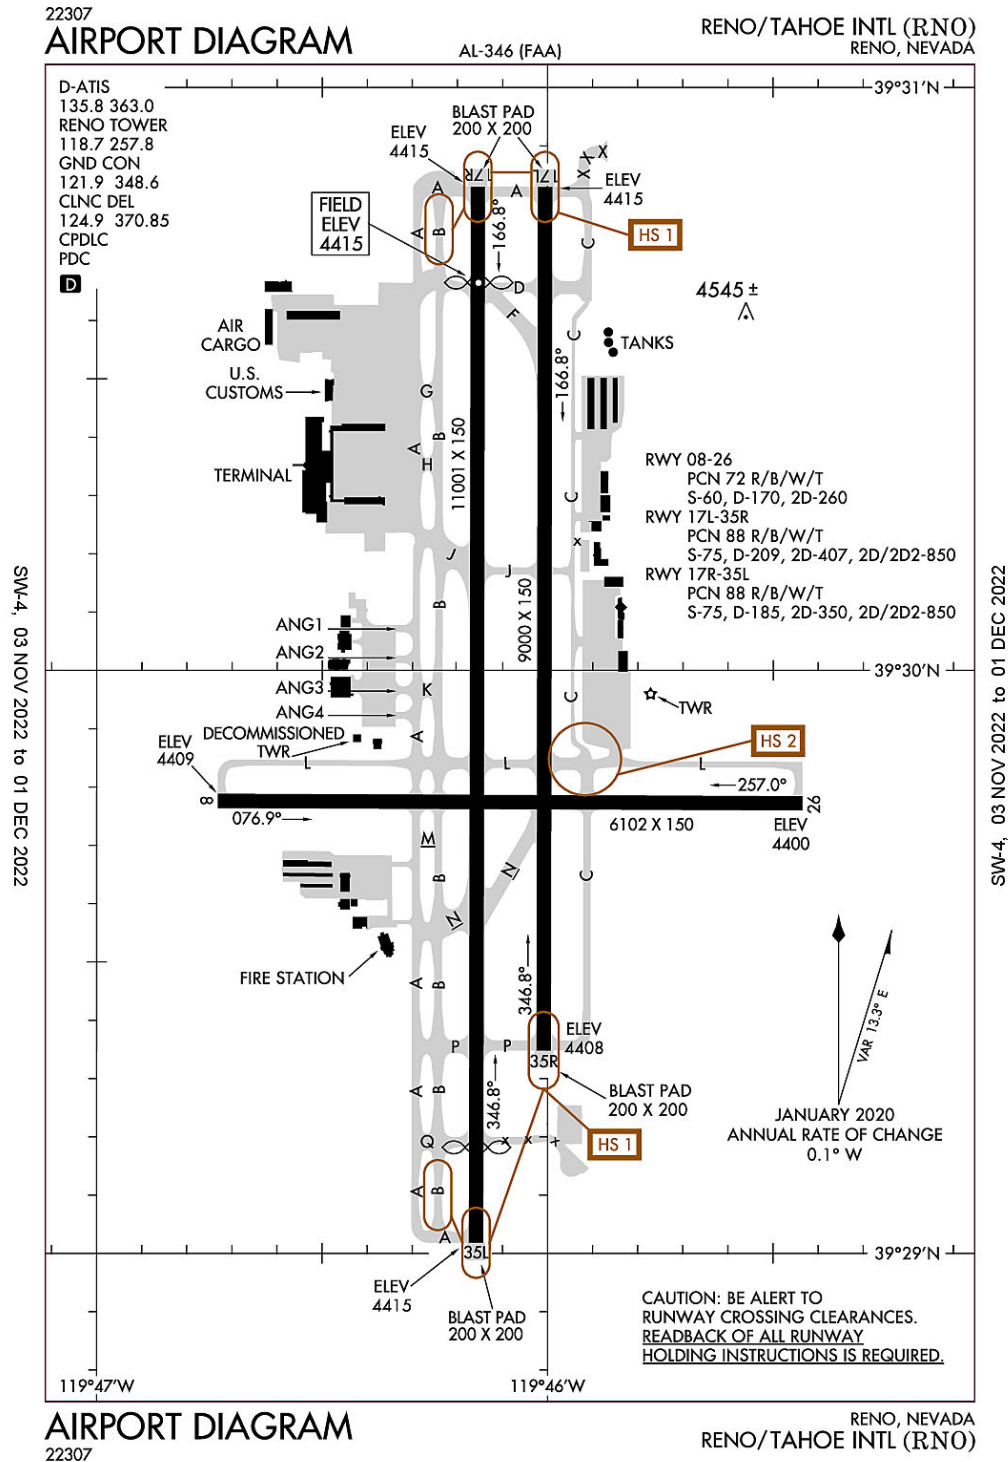 22307
AIRPORT DIAGRAM
AL-346 (FAA)
RENO/TAHOE INTL (RNO)
RENO, NEVADA
D-ATIS
135.8 363.0
RENO TOWER
118.7 257.8
GND CON
121.9 348.6
CLNC DEL
124.9 370.85
CPDLC
PDC
D
39°31'N
BLAST PAD
200 X 200
ELEV
4415
17R
17L
ELEV
4415
A
A
FIELD
ELEV
4415
A
B
166.8°
HS 1
C
D
4545 ±
F
AIR
CARGO
C
TANKS
U.S.
CUSTOMS
166.8°
G
B
A
H
11001 X 150
TERMINAL
C
RWY 08-26
PCN 72 R/B/W/T
S-60, D-170, 2D-260
RWY 17L-35R
PCN 88 R/B/W/T
S-75, D-209, 2D-407, 2D/2D2-850
RWY 17R-35L
PCN 88 R/B/W/T
S-75, D-185, 2D-350, 2D/2D2-850
X X X
X
J
J
B
9000 X 150
ANG1
ANG2
ANG3
ANG4
39°30'N
K
C
TWR
DECOMMISSIONED
TWR
A
HS 2
ELEV
4409
L
L
L
257.0°
8
26
076.9°
6102 X 150
ELEV
4400
M
B
N
N
C
FIRE STATION
A
B
346.8°
VAR 13.3° E
ELEV
4408
P
P
35R
A
B
346.8°
BLAST PAD
200 X 200
JANUARY 2020
ANNUAL RATE OF CHANGE
0.1° W
Q
X X X
HS 1
A
B
A
35L
39°29'N
ELEV
4415
BLAST PAD
200 X 200
CAUTION: BE ALERT TO
RUNWAY CROSSING CLEARANCES.
READBACK OF ALL RUNWAY
HOLDING INSTRUCTIONS IS REQUIRED.
119°47'W
119°46'W
SW-4, 03 NOV 2022 to 01 DEC 2022
SW-4, 03 NOV 2022 to 01 DEC 2022
AIRPORT DIAGRAM
22307
RENO, NEVADA
RENO/TAHOE INTL (RNO)